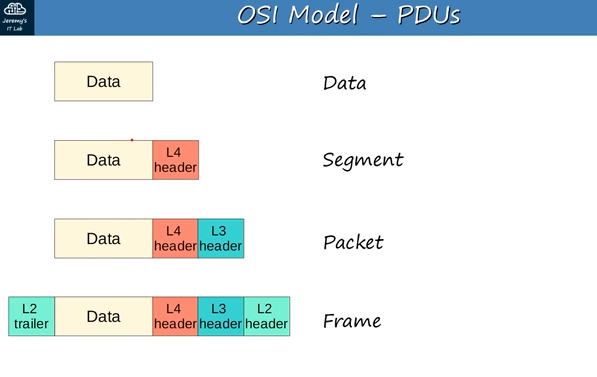 Jeremy's
IT Lab
OSI Model – PDUs
Data
Data
Data
L4
header
Segment
Data
L4
header
L3
header
Packet
L2
trailer
Data
L4
header
L3
header
L2
header
Frame